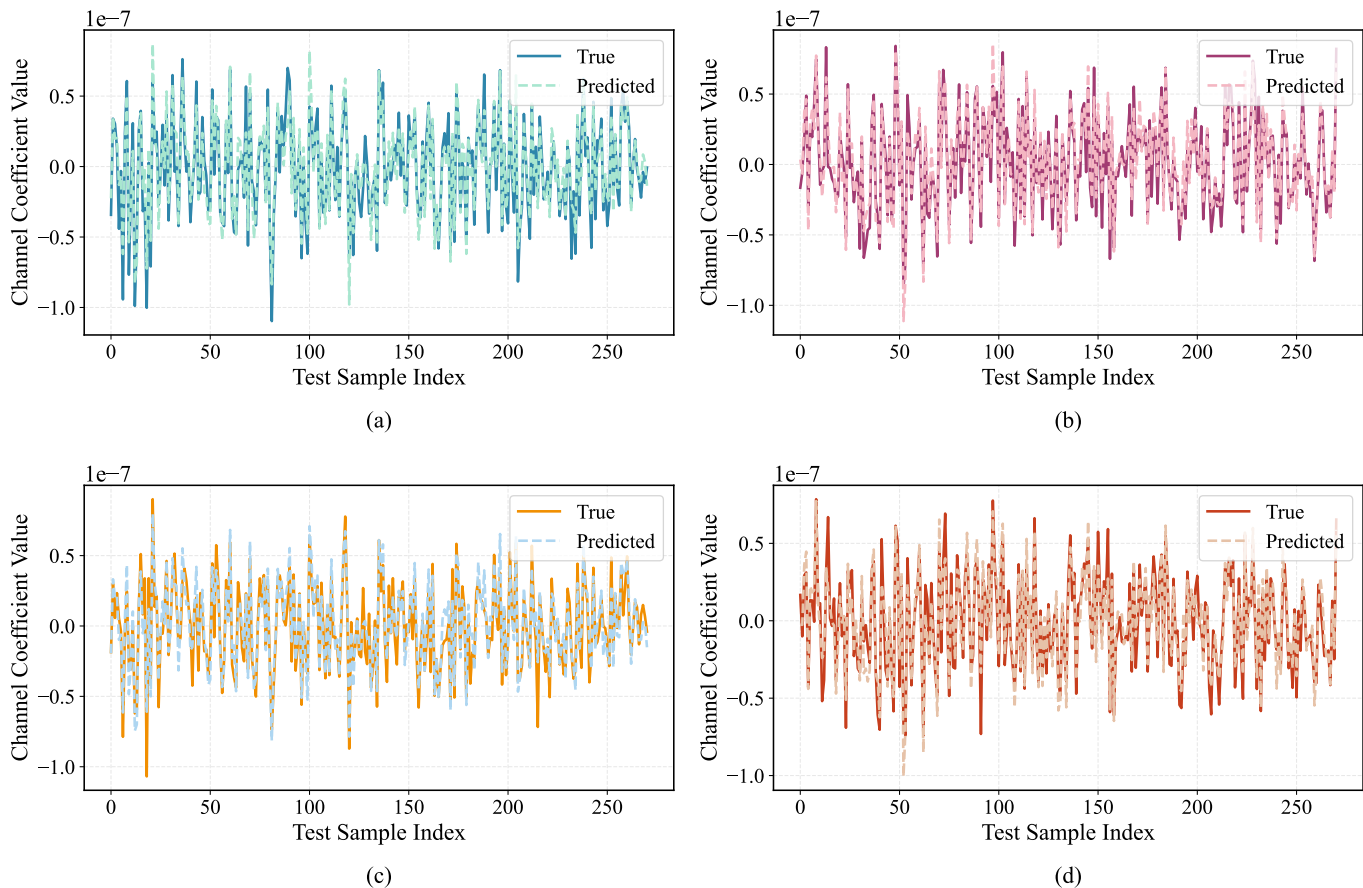 1e−7
Channel Coefficient Value
0.5
0.0
−0.5
−1.0
True
Predicted
0 50 100 150 200 250
Test Sample Index
(a)
1e−7
Channel Coefficient Value
0.5
0.0
−0.5
−1.0
True
Predicted
0 50 100 150 200 250
Test Sample Index
(b)
1e−7
Channel Coefficient Value
0.5
0.0
−0.5
−1.0
True
Predicted
0 50 100 150 200 250
Test Sample Index
(c)
1e−7
Channel Coefficient Value
0.5
0.0
−0.5
−1.0
True
Predicted
0 50 100 150 200 250
Test Sample Index
(d)